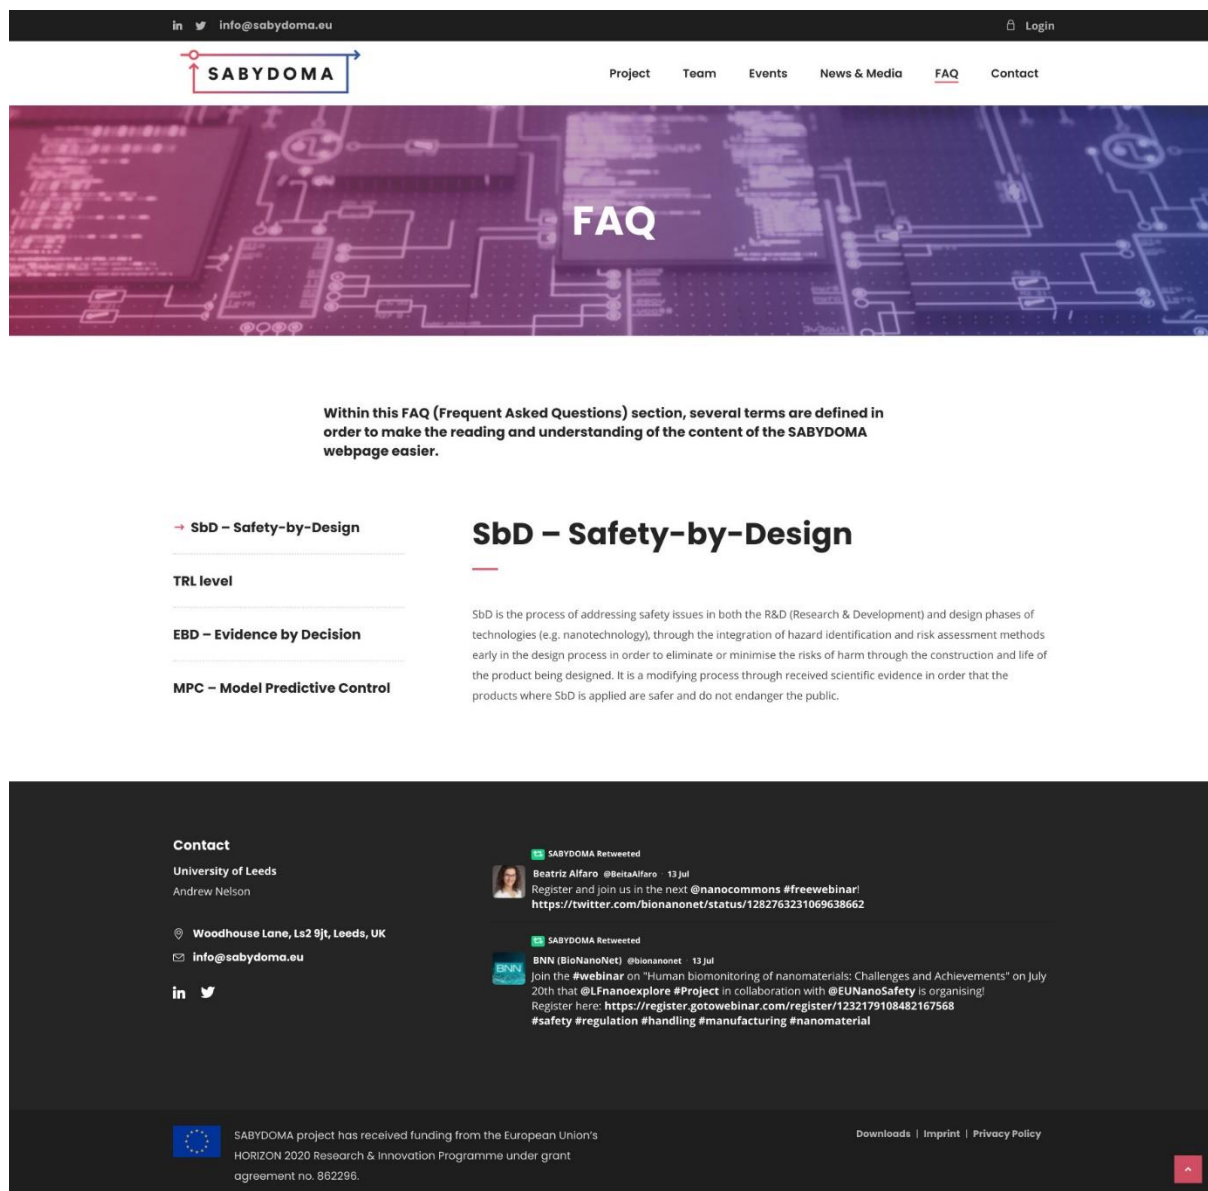 info@sabydoma.eu
Login
SABYDOMA
Project
Team
Events
News & Media
FAQ
Contact
FAQ
Within this FAQ (Frequent Asked Questions) section, several terms are defined in
order to make the reading and understanding of the content of the SABYDOMA
webpage easier.
→ SbD – Safety-by-Design
TRL level
EBD – Evidence by Decision
MPC – Model Predictive Control
SbD – Safety-by-Design
SbD is the process of addressing safety issues in both the R&D (Research & Development) and design phases of
technologies (e.g. nanotechnology), through the integration of hazard identification and risk assessment methods
early in the design process in order to eliminate or minimise the risks of harm through the construction and life of
the product being designed. It is a modifying process through received scientific evidence in order that the
products where SbD is applied are safer and do not endanger the public.
Contact
University of Leeds
Andrew Nelson
Woodhouse Lane, Ls2 9jt, Leeds, UK
info@sabydoma.eu
SABYDOMA Retweeted
Beatriz Alfaro @BeitaAlfaro · 13 Jul
Register and join us in the next @nanocommons #freewebinar!
https://twitter.com/bionanonet/status/1282763231069638662
SABYDOMA Retweeted
BNN
BNN (BioNanoNet) @bionanonet · 13 Jul
Join the #webinar on "Human biomonitoring of nanomaterials: Challenges and Achievements" on July
20th that @LFnanoexplore #Project in collaboration with @EUNanoSafety is organising!
Register here: https://register.gotowebinar.com/register/1232179108482167568
#safety #regulation #handling #manufacturing #nanomaterial
SABYDOMA project has received funding from the European Union's
HORIZON 2020 Research & Innovation Programme under grant
agreement no. 862296.
Downloads | Imprint | Privacy Policy